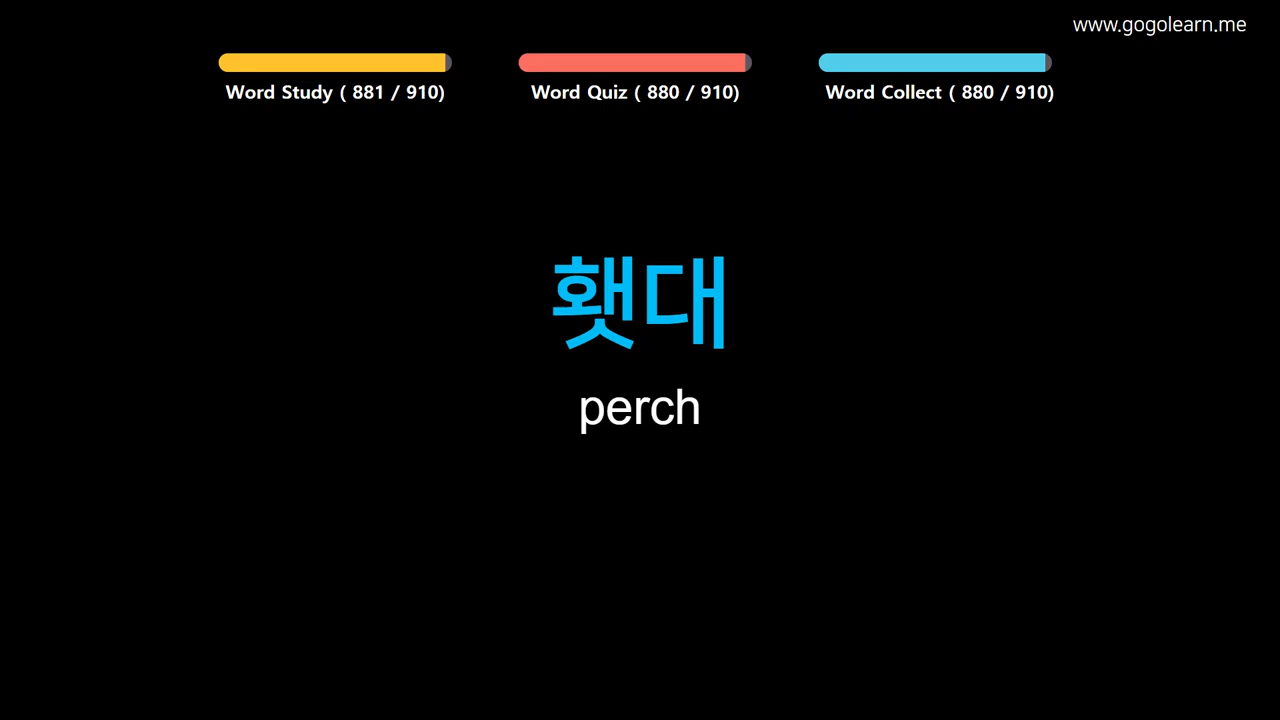 www.gogolearn.me
Word Study ( 881 / 910)
Word Quiz ( 880 / 910)
Word Collect ( 880 / 910)
횃대
perch